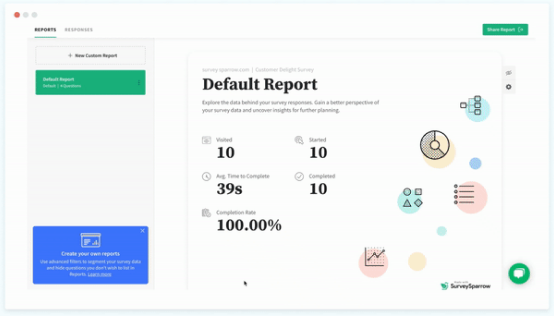 REPORTS RESPONSES
Share Report
+ New Custom Report
Default Report
survey-sparrow.com | Customer Delight Survey
Default Report
Explore the data behind your survey responses. Gain a better perspective of
your survey data and uncover insights for further planning.
Visited
10
Started
10
Avg. Time to Complete
39s
Completed
10
Completion Rate
100.00%
Create your own reports
Use advanced filters to segment your survey data
and hide questions you don't wish to list in
Reports. Learn more
SurveySparrow